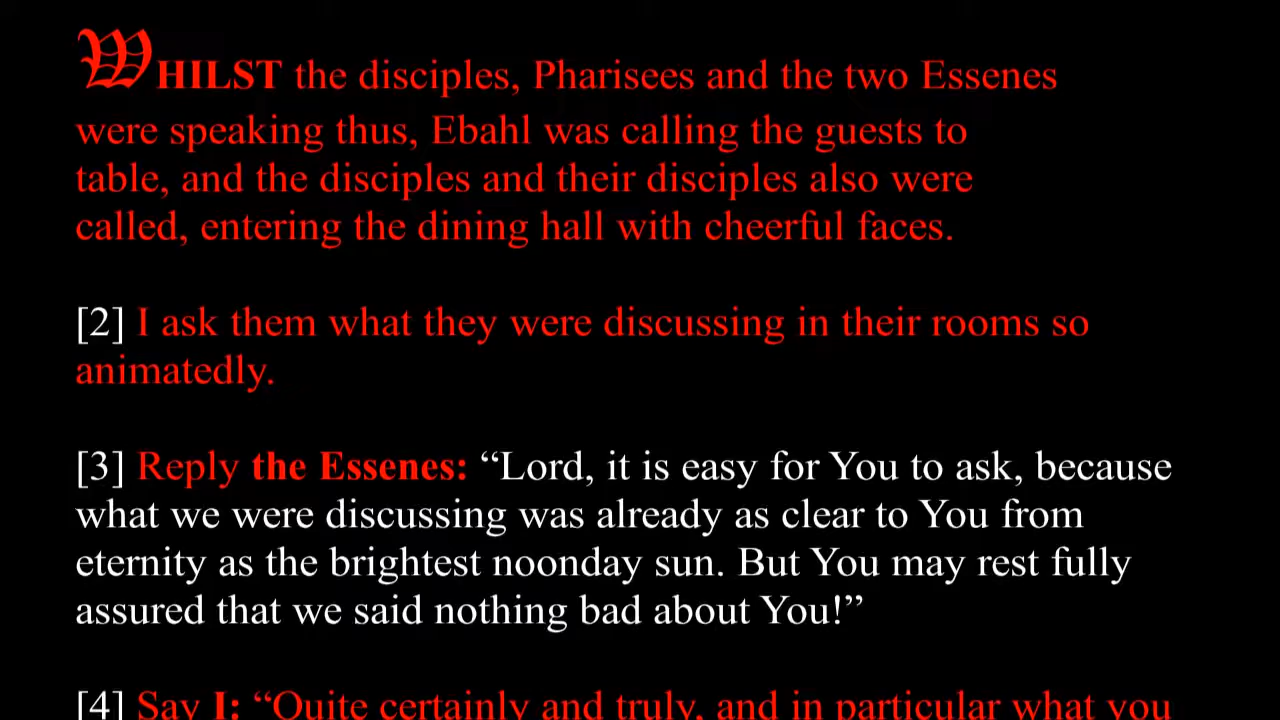 WHILST the disciples, Pharisees and the two Essenes
were speaking thus, Ebahl was calling the guests to
table, and the disciples and their disciples also were
called, entering the dining hall with cheerful faces.
[2] I ask them what they were discussing in their rooms so
animatedly.
[3] Reply the Essenes: “Lord, it is easy for You to ask, because
what we were discussing was already as clear to You from
eternity as the brightest noonday sun. But You may rest fully
assured that we said nothing bad about You!”
[4] Say I: “Quite certainly and truly, and in particular what you